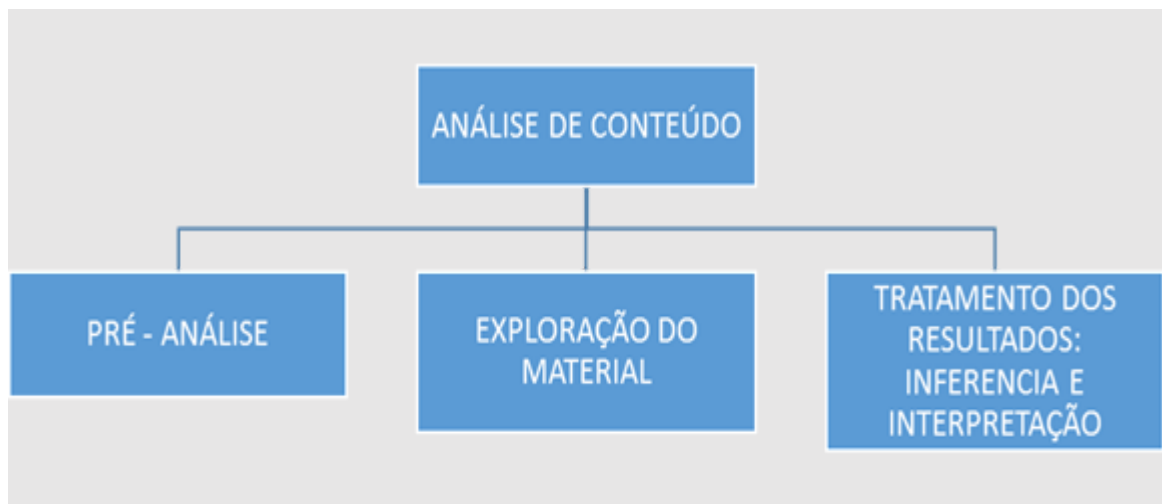 ANÁLISE DE CONTEÚDO
PRÉ - ANÁLISE
EXPLORAÇÃO DO
MATERIAL
TRATAMENTO DOS
RESULTADOS:
INFERENCIA E
INTERPRETAÇÃO